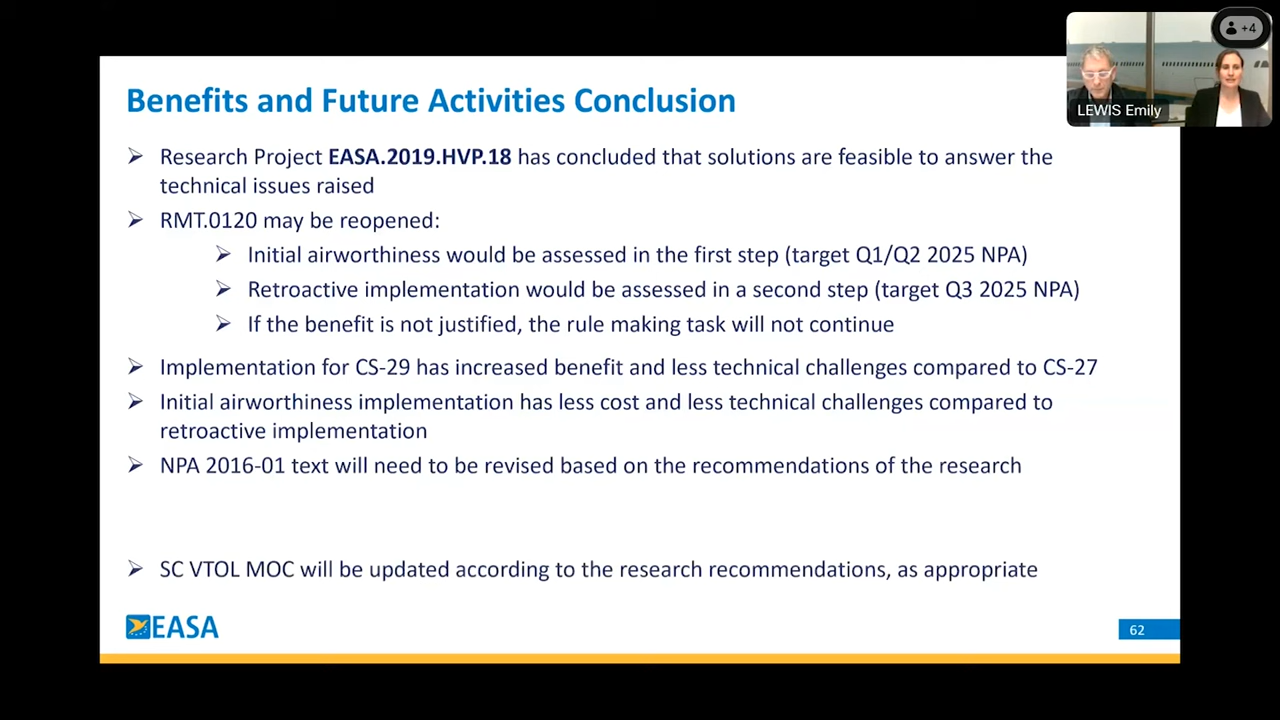 +4
LEWIS Emily
Benefits and Future Activities Conclusion
Research Project EASA.2019.HVP.18 has concluded that solutions are feasible to answer the
technical issues raised
RMT.0120 may be reopened:
Initial airworthiness would be assessed in the first step (target Q1/Q2 2025 NPA)
Retroactive implementation would be assessed in a second step (target Q3 2025 NPA)
If the benefit is not justified, the rule making task will not continue
Implementation for CS-29 has increased benefit and less technical challenges compared to CS-27
Initial airworthiness implementation has less cost and less technical challenges compared to
retroactive implementation
NPA 2016-01 text will need to be revised based on the recommendations of the research
SC VTOL MOC will be updated according to the research recommendations, as appropriate
EASA
62